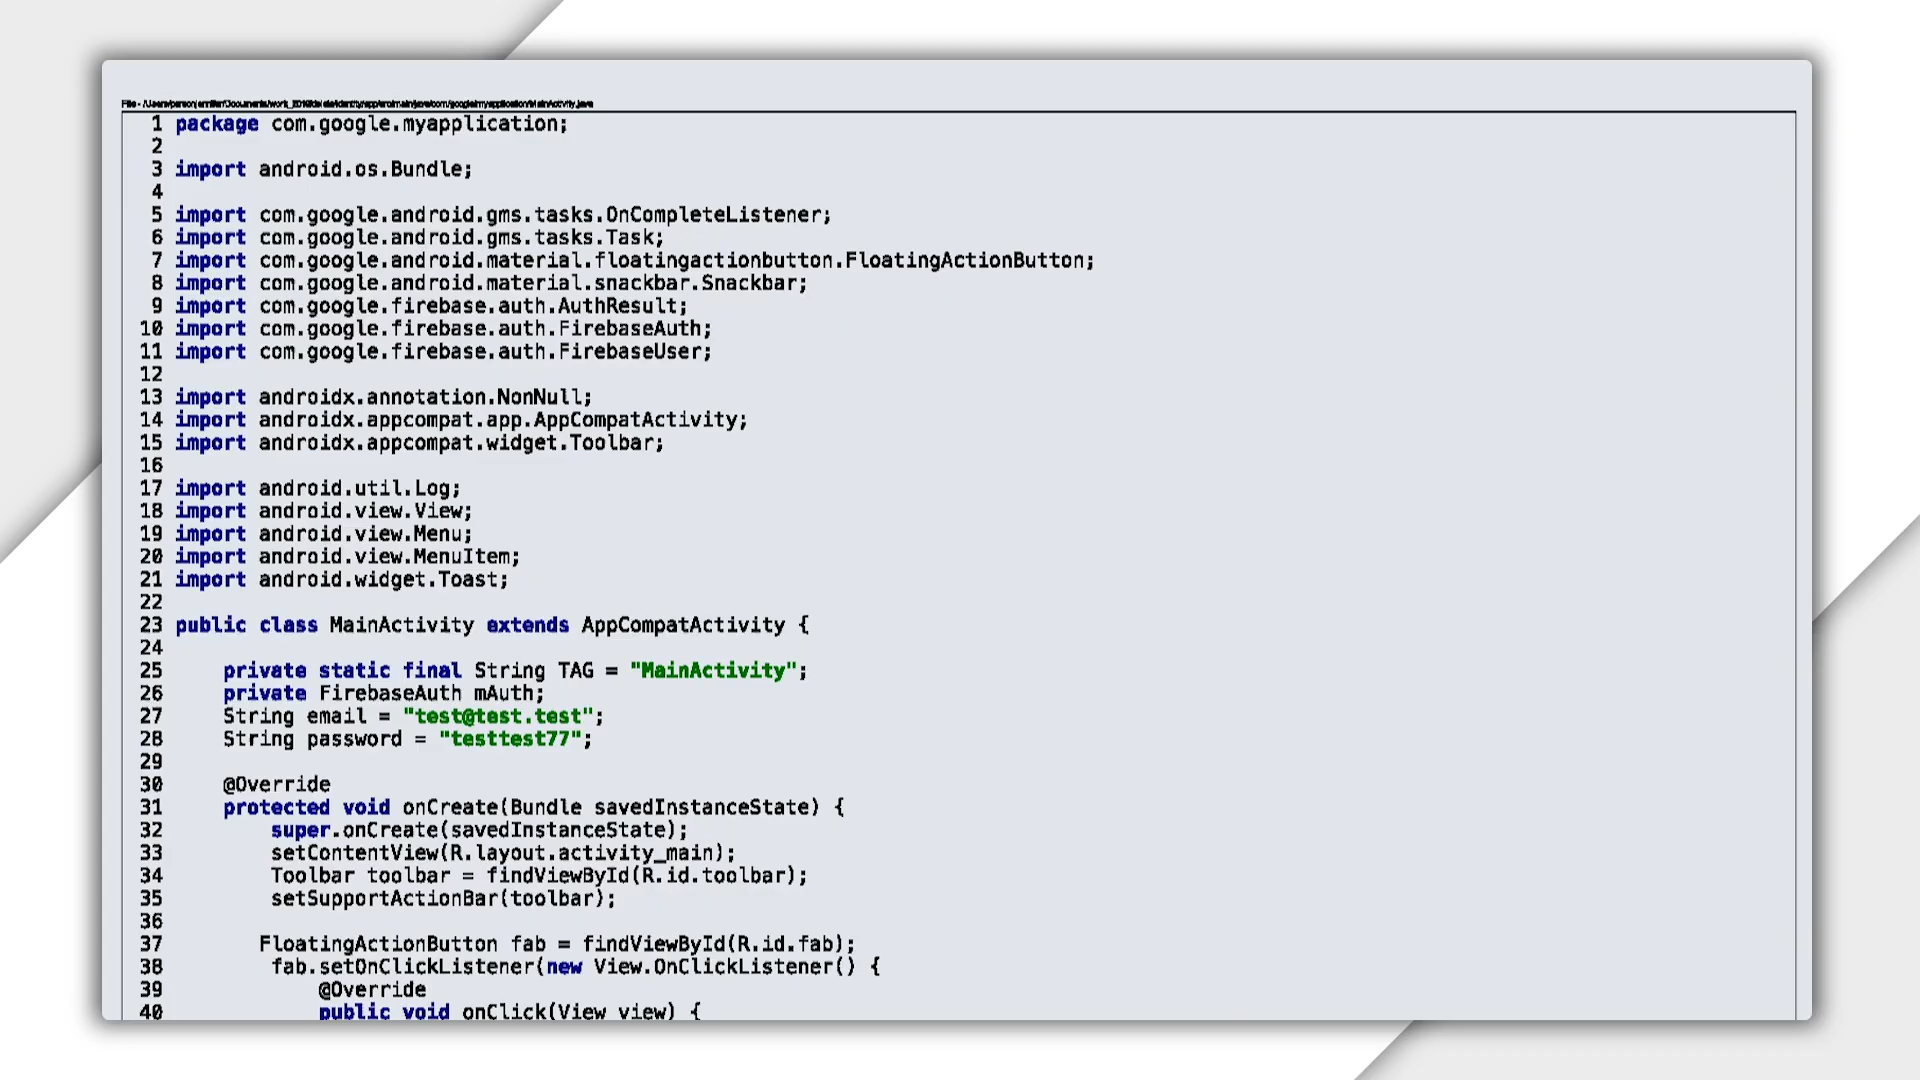 1 package com.google.myapplication;
2
3 import android.os.Bundle;
4
5 import com.google.android.gms.tasks.OnCompleteListener;
6 import com.google.android.gms.tasks.Task;
7 import com.google.android.material.floatingactionbutton.FloatingActionButton;
8 import com.google.android.material.snackbar.Snackbar;
9 import com.google.firebase.auth.AuthResult;
10 import com.google.firebase.auth.FirebaseAuth;
11 import com.google.firebase.auth.FirebaseUser;
12
13 import androidx.annotation.NonNull;
14 import androidx.appcompat.app.AppCompatActivity;
15 import androidx.appcompat.widget.Toolbar;
16
17 import android.util.Log;
18 import android.view.View;
19 import android.view.Menu;
20 import android.view.MenuItem;
21 import android.widget.Toast;
22
23 public class MainActivity extends AppCompatActivity {
24
25     private static final String TAG = "MainActivity";
26     private FirebaseAuth mAuth;
27     String email = "test@test.test";
28     String password = "testtest77";
29
30     @Override
31     protected void onCreate(Bundle savedInstanceState) {
32         super.onCreate(savedInstanceState);
33         setContentView(R.layout.activity_main);
34         Toolbar toolbar = findViewById(R.id.toolbar);
35         setSupportActionBar(toolbar);
36
37        FloatingActionButton fab = findViewById(R.id.fab);
38         fab.setOnClickListener(new View.OnClickListener() {
39             @Override
40             public void onClick(View view) {